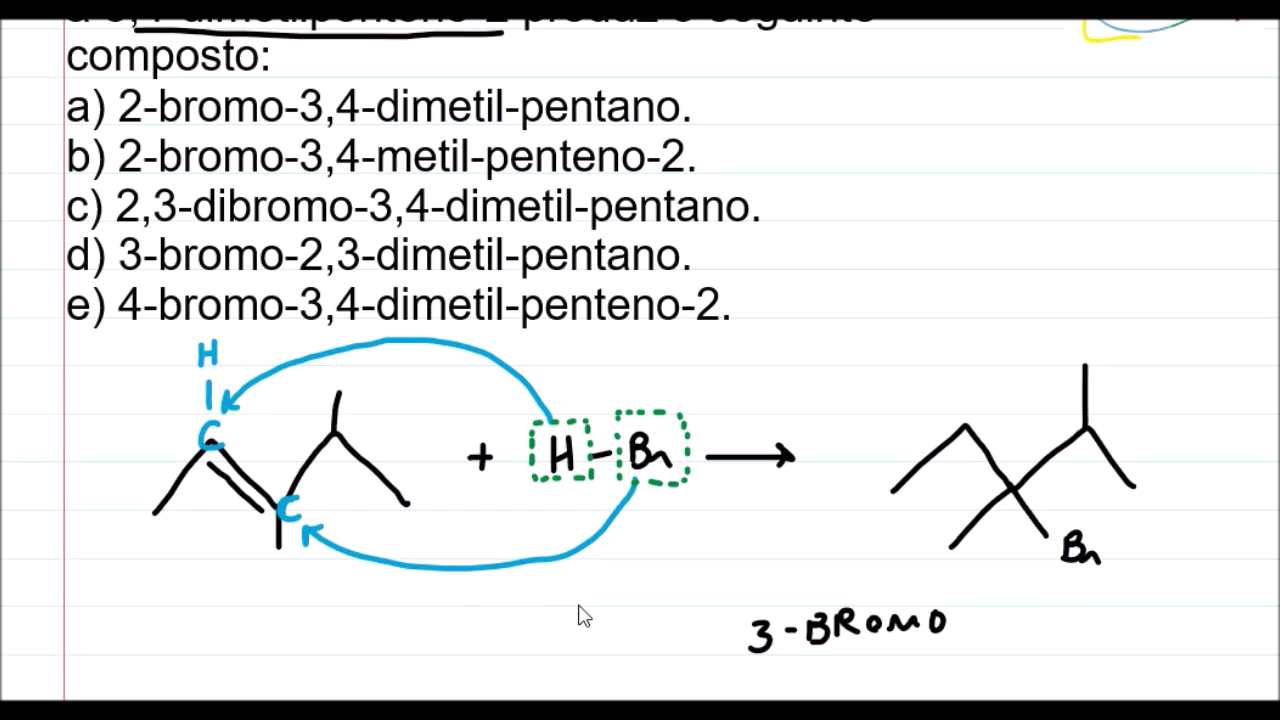 composto:
a) 2-bromo-3,4-dimetil-pentano.
b) 2-bromo-3,4-metil-penteno-2.
c) 2,3-dibromo-3,4-dimetil-pentano.
d) 3-bromo-2,3-dimetil-pentano.
e) 4-bromo-3,4-dimetil-penteno-2.
H
C
+ H-Br
C
Br
3-BROMO